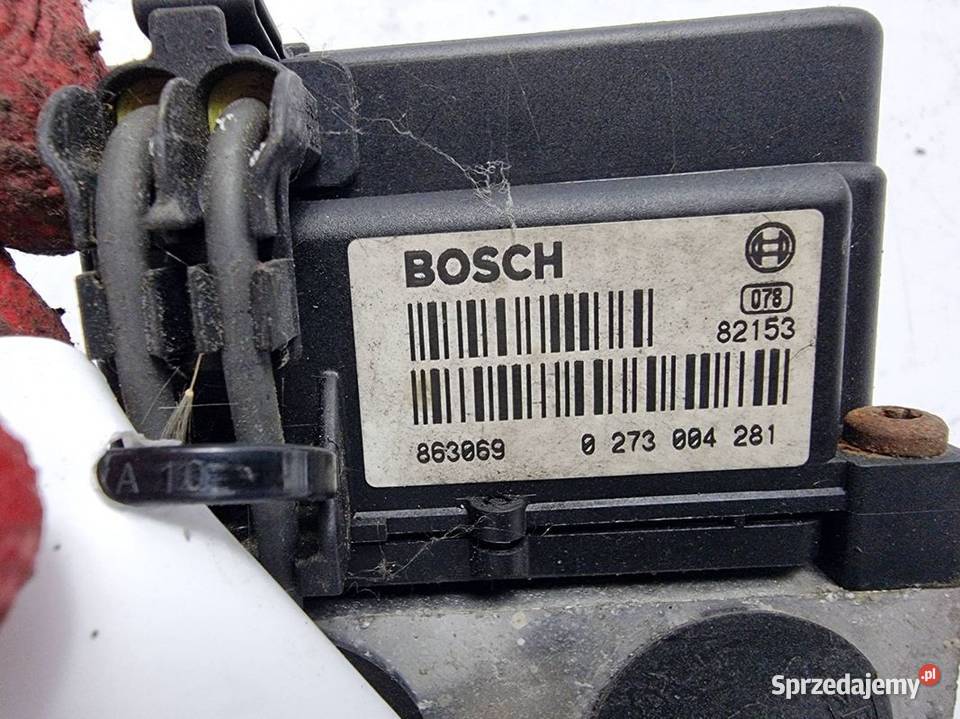 BOSCH
078
82153
863069 0 273 004 281
A 10
Sprzedajemy.pl